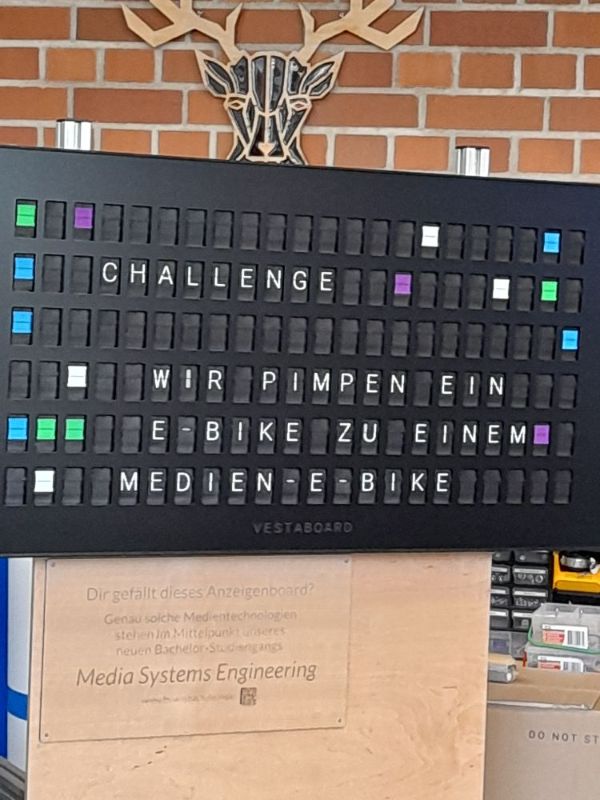 CHALLENGE
WIR PIMPEN EIN
E-BIKE ZU EINEM
MEDIEN-E-BIKE
VESTABOARD
Dir gefällt dieses Anzeigenboard?
Genau solche Medientechnologien
stehen im Mittelpunkt unseres
neuen Bachelor-Studiengangs
Media Systems Engineering
DO NOT ST